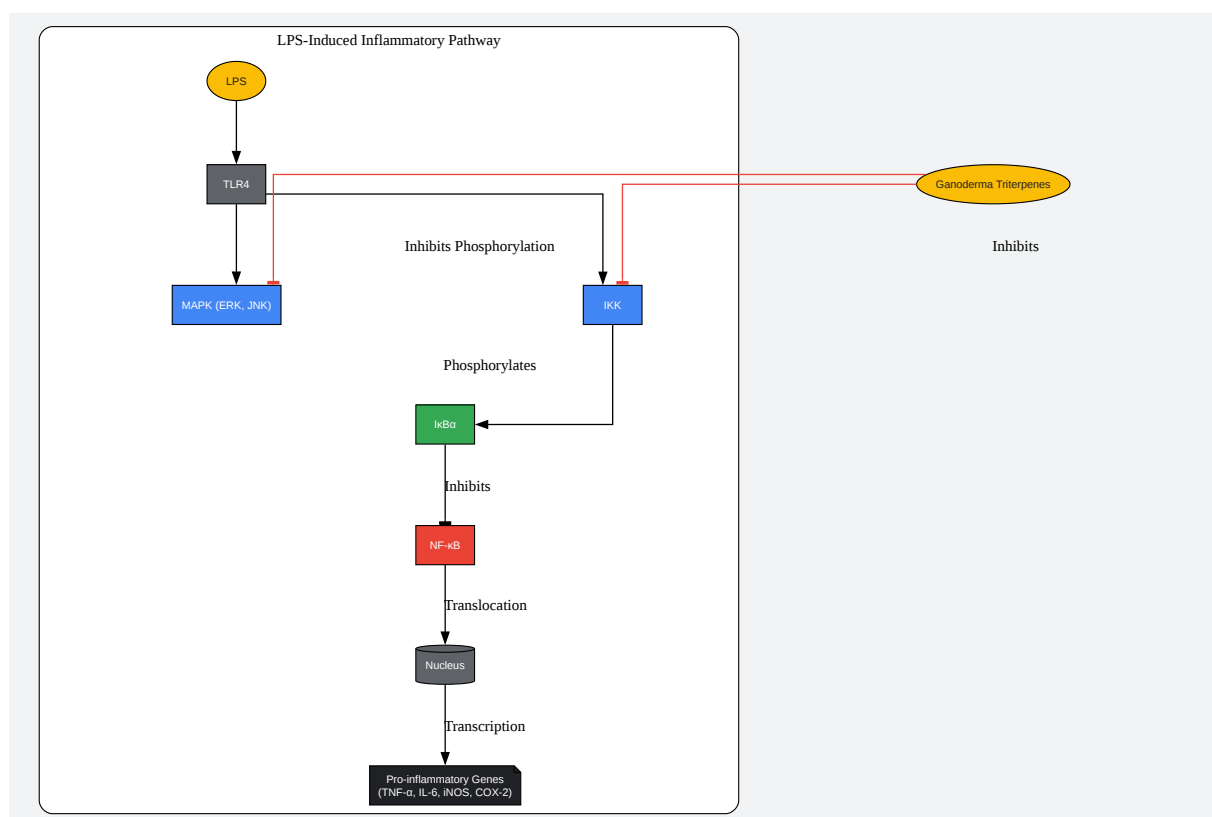 LPS-Induced Inflammatory Pathway
LPS
TLR4
Ganoderma Triterpenes
Inhibits Phosphorylation
Inhibits
MAPK (ERK, JNK)
IKK
Phosphorylates
IκBα
Inhibits
NF-κB
Translocation
Nucleus
Transcription
Pro-inflammatory Genes
(TNF-α, IL-6, iNOS, COX-2)